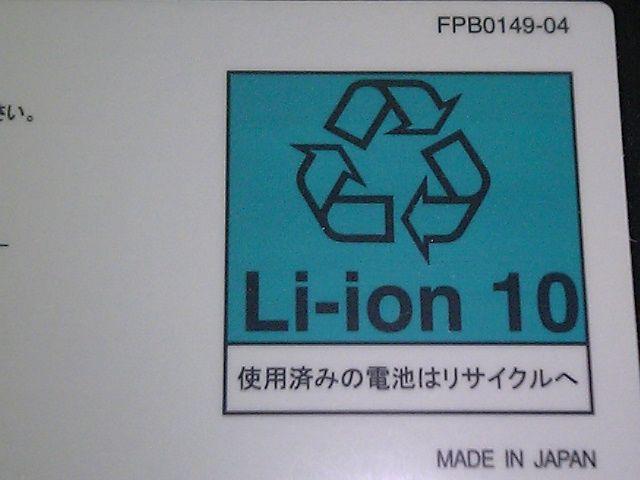 FPB0149-04
さい。
Li-ion 10
使用済みの電池はリサイクルへ
MADE IN JAPAN